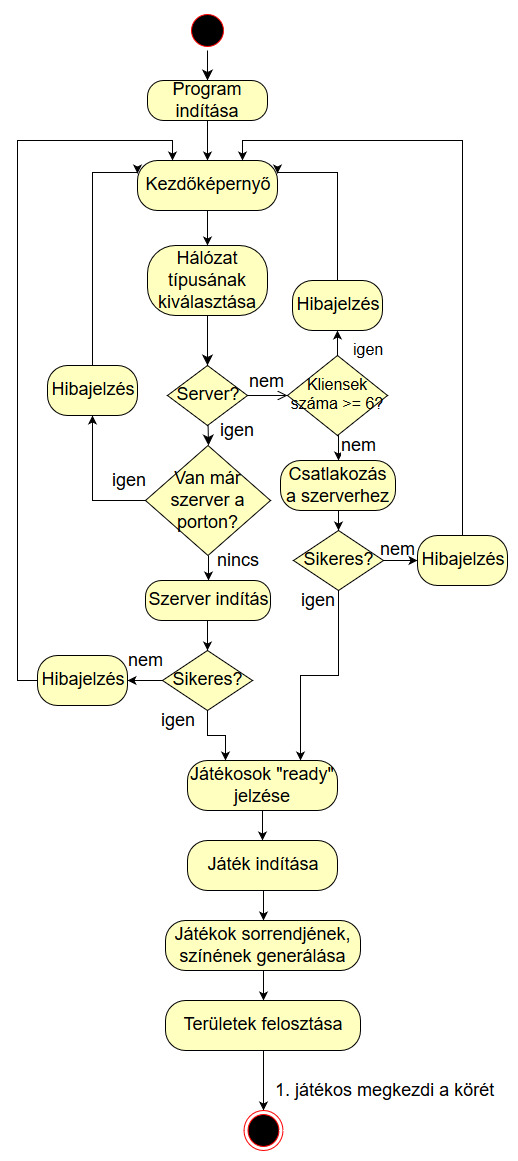 Program
indítása
Kezdőképernyő
Hálózat
típusának
kiválasztása
Hibajelzés
igen
Server?
nem
Kliensek
száma >= 6?
Hibajelzés
igen
nem
Van már
szerver a
porton?
igen
Csatlakozás
a szerverhez
nincs
Sikeres?
nem
Hibajelzés
igen
Szerver indítás
Sikeres?
nem
Hibajelzés
igen
Játékosok "ready"
jelzése
Játék indítása
Játékok sorrendjének,
színének generálása
Területek felosztása
1. játékos megkezdi a körét